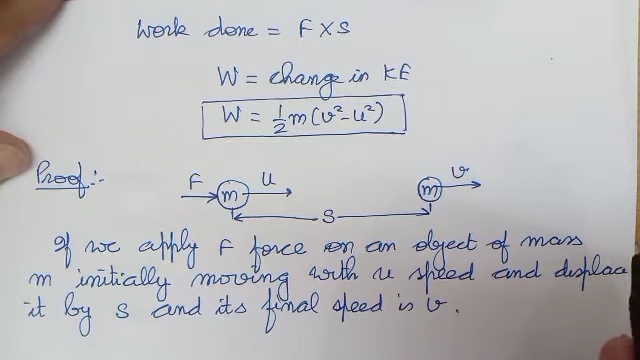 Work done = F X S
W = change in KE
W = ½m(v²-u²)
Proof :-
F m u m v
S
If we apply F force on an object of mass
m initially moving with u speed and displace
it by s and its final speed is v.